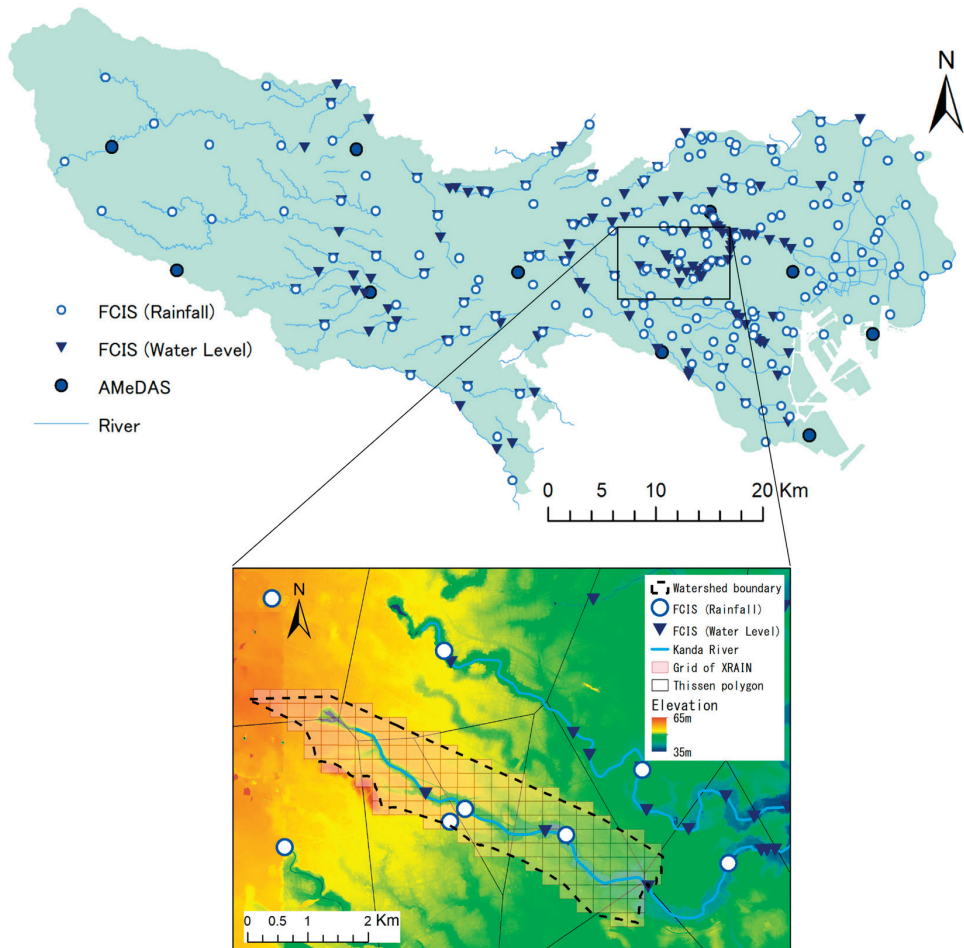 N
FCIS (Rainfall)
FCIS (Water Level)
AMeDAS
River
0 5 10 20 Km
N
Watershed boundary
FCIS (Rainfall)
FCIS (Water Level)
Kanda River
Grid of XRAIN
Thissen polygon
Elevation
65m
35m
0 0.5 1 2 Km